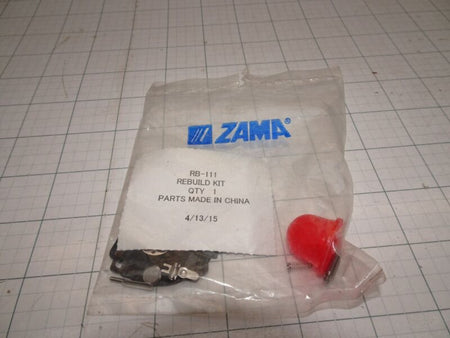 ZAMA®
RB-111
REBUILD KIT
QTY 1
PARTS MADE IN CHINA
4/13/15